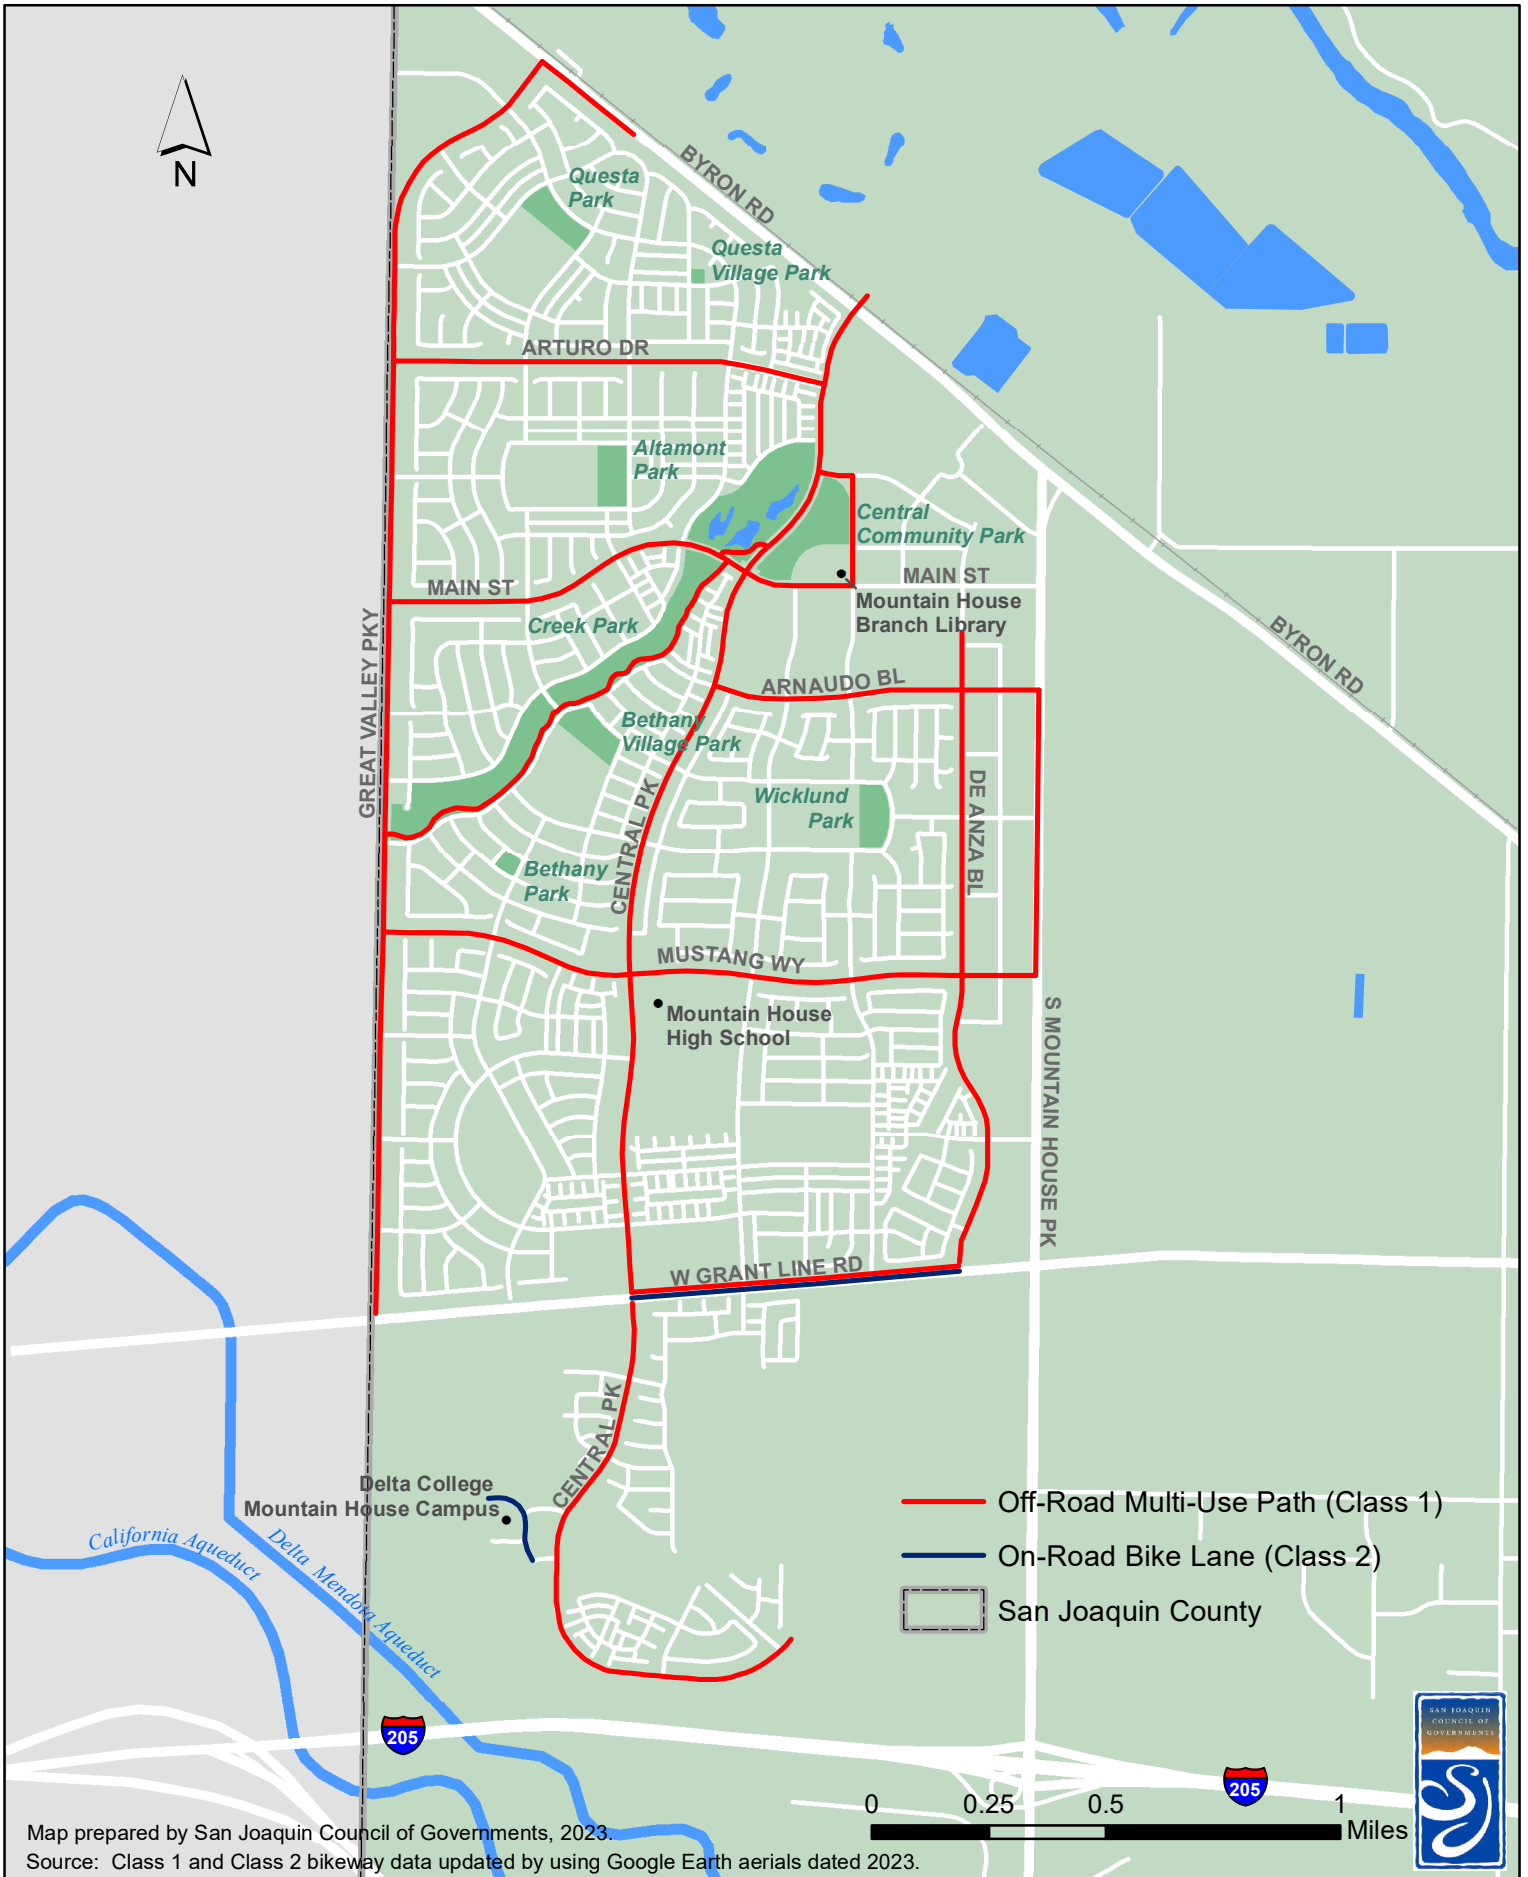 N
Questa
Park
BYRON RD
Questa
Village Park
ARTURO DR
Altamont
Park
Central
Community Park
MAIN ST
MAIN ST
Mountain House
Branch Library
Creek Park
GREAT VALLEY PKY
BYRON RD
ARNAUDO BL
Bethany
Village Park
CENTRAL PK
Wicklund
Park
DE ANZA BL
Bethany
Park
MUSTANG WY
Mountain House
High School
S MOUNTAIN HOUSE PK
W GRANT LINE RD
CENTRAL PK
Delta College
Mountain House Campus
California Aqueduct
Delta Mendota Aqueduct
Off-Road Multi-Use Path (Class 1)
On-Road Bike Lane (Class 2)
San Joaquin County
205
205
SAN JOAQUIN
COUNCIL OF
GOVERNMENTS
0 0.25 0.5 1
Miles
Map prepared by San Joaquin Council of Governments, 2023.
Source: Class 1 and Class 2 bikeway data updated by using Google Earth aerials dated 2023.